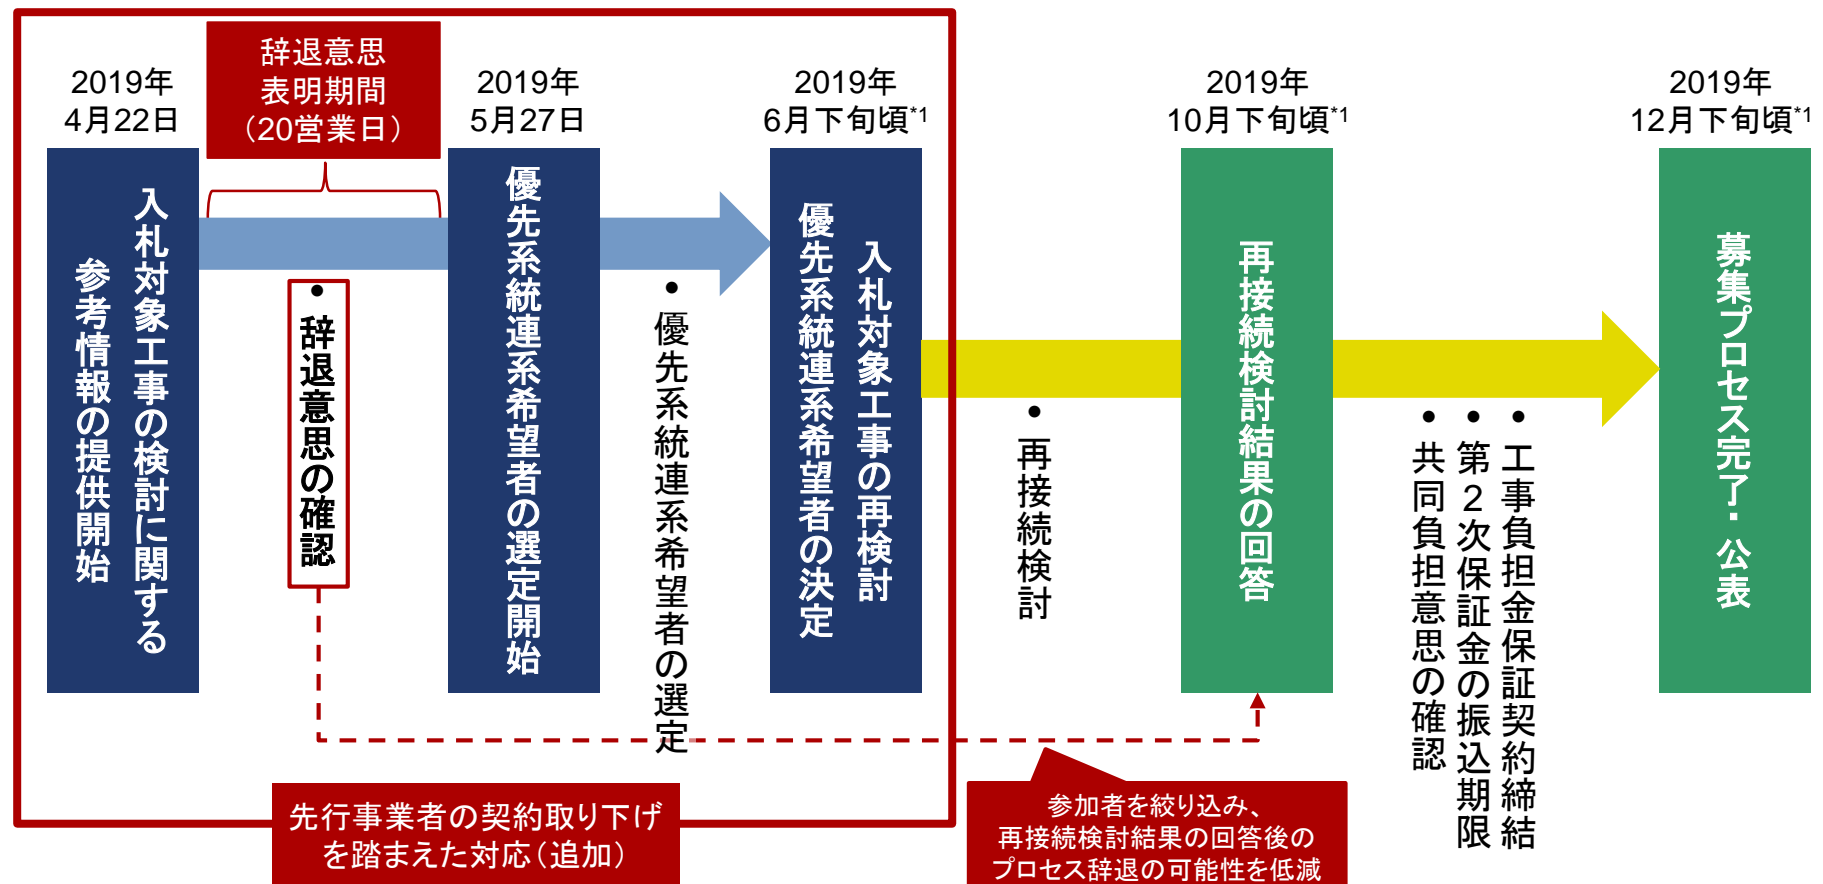 2019年
4月22日
辞退意思
表明期間
（20営業日）
2019年
5月27日
2019年
6月下旬頃*1
2019年
10月下旬頃*1
2019年
12月下旬頃*1
入札対象工事の検討に関する
参考情報の提供開始
• 辞退意思の確認
優先系統連系希望者の選定開始
• 優先系統連系希望者の選定
入札対象工事の再検討
優先系統連系希望者の決定
• 再接続検討
再接続検討結果の回答
• 工事負担金保証契約締結
• 第２次保証金の振込期限
• 共同負担意思の確認
募集プロセス完了・公表
先行事業者の契約取り下げ
を踏まえた対応（追加）
参加者を絞り込み、
再接続検討結果の回答後の
プロセス辞退の可能性を低減